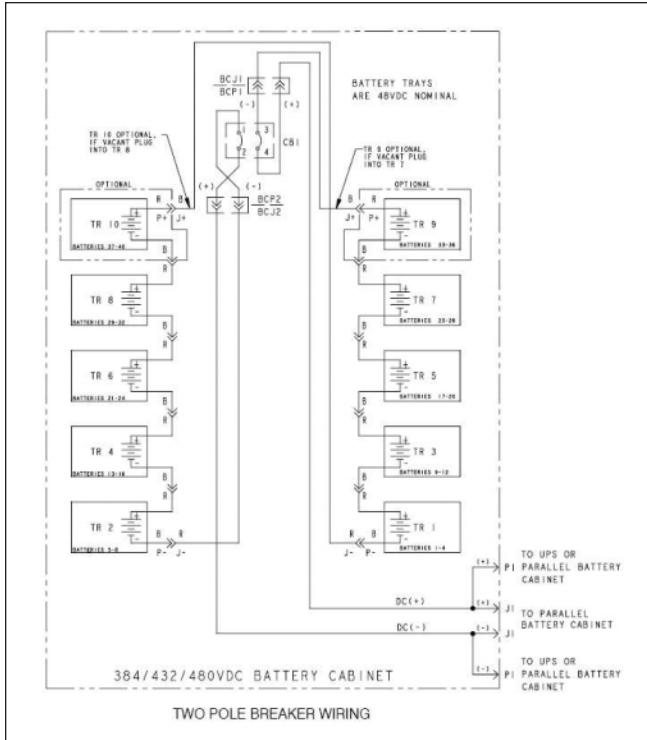 BCJ1
BCP1
(-)
(+)
BATTERY TRAYS
ARE 48VDC NOMINAL
1
3
2
4
CB1
TR 10 OPTIONAL,
IF VACANT PLUG
INTO TR 8
TR 9 OPTIONAL,
IF VACANT PLUG
INTO TR 7
(+)
(-)
BCP2
BCJ2
OPTIONAL
R
B
P+
J+
+
TR 10
-
BATTERIES 37-40
B
R
OPTIONAL
B
R
J+
P+
+
TR 9
-
BATTERIES 33-36
B
R
+
TR 8
-
BATTERIES 29-32
B
R
+
TR 7
-
B
R
+
TR 6
-
BATTERIES 21-24
B
R
+
TR 5
-
BATTERIES 17-20
B
R
+
TR 4
-
BATTERIES 13-16
B
R
+
TR 3
-
BATTERIES 9-12
B
R
+
TR 2
-
BATTERIES 5-8
B
R
P-
J-
+
TR 1
-
BATTERIES 1-4
R
B
J-
P-
(+)
P1
TO UPS OR
PARALLEL BATTERY
CABINET
DC(+)
(+)
J1
TO PARALLEL
BATTERY CABINET
DC(-)
(-)
J1
(-)
P1
TO UPS OR
PARALLEL BATTERY
CABINET
384/432/480VDC BATTERY CABINET
TWO POLE BREAKER WIRING